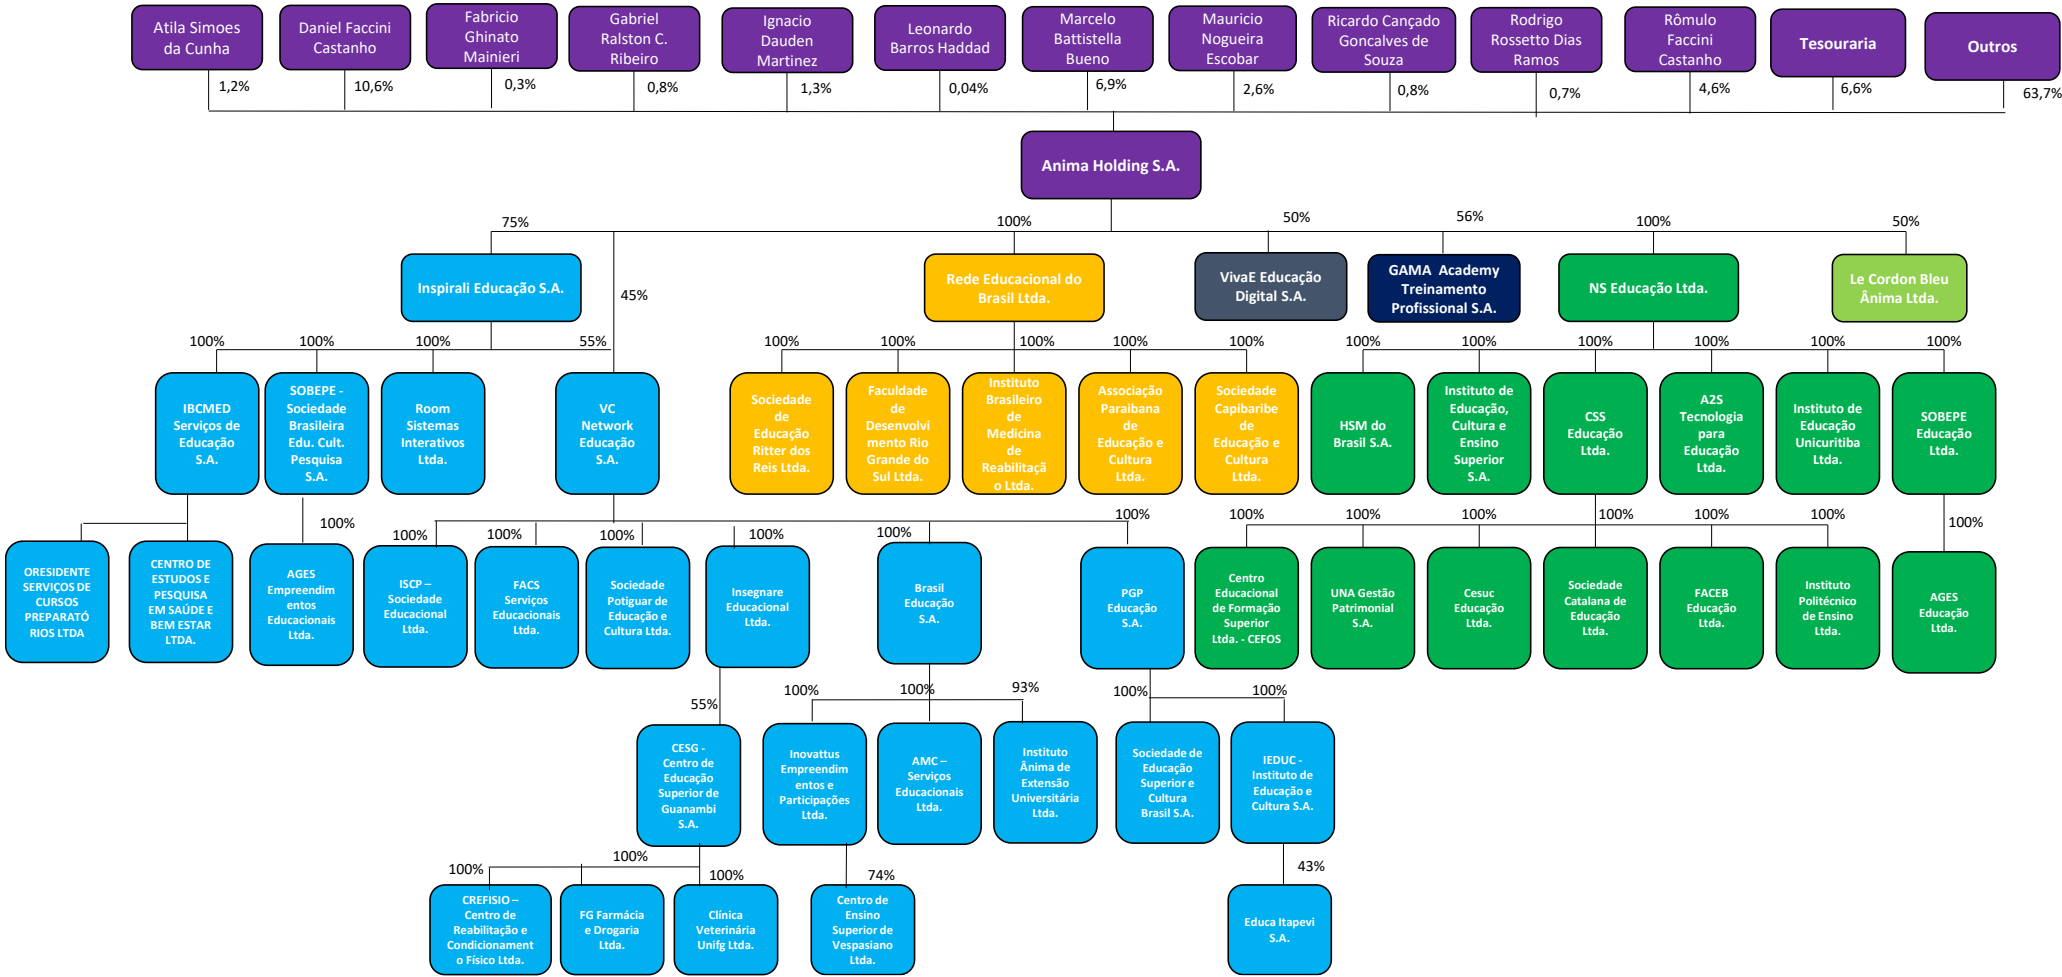 Atila Simoes
da Cunha
Daniel Faccini
Castanho
Fabricio
Ghinato
Mainieri
Gabriel
Ralston C.
Ribeiro
Ignacio
Dauden
Martinez
Leonardo
Barros Haddad
Marcelo
Battistella
Bueno
Mauricio
Nogueira
Escobar
Ricardo Cançado
Goncalves de
Souza
Rodrigo
Rossetto Dias
Ramos
Rômulo
Faccini
Castanho
Tesouraria
Outros
1,2%
10,6%
0,3%
0,8%
1,3%
0,04%
6,9%
2,6%
0,8%
0,7%
4,6%
6,6%
63,7%
Anima Holding S.A.
75%
100%
50%
56%
100%
50%
Inspirali Educação S.A.
45%
Rede Educacional do
Brasil Ltda.
VivaE Educação
Digital S.A.
GAMA Academy
Treinamento
Profissional S.A.
NS Educação Ltda.
Le Cordon Bleu
Ânima Ltda.
100%
100%
100%
55%
100%
100%
100%
100%
100%
100%
100%
100%
100%
100%
100%
IBCMED
Serviços de
Educação
S.A.
SOBEPE -
Sociedade
Brasileira
Edu. Cult.
Pesquisa
S.A.
Room
Sistemas
Interativos
Ltda.
VC
Network
Educação
S.A.
Sociedade
de
Educação
Ritter dos
Reis Ltda.
Faculdade
de
Desenvolvi
mento Rio
Grande do
Sul Ltda.
Instituto
Brasileiro
de
Medicina
de
Reabilitaçã
o Ltda.
Associação
Paraibana
de
Educação e
Cultura Ltda.
Sociedade
Capibaribe
de
Educação e
Cultura Ltda.
HSM do
Brasil S.A.
Instituto de
Educação,
Cultura e
Ensino
Superior
S.A.
CSS
Educação
Ltda.
A2S
Tecnologia
para
Educação
Ltda.
Instituto de
Educação
Unicuritiba
Ltda.
SOBEPE
Educação
Ltda.
100%
100%
100%
100%
100%
100%
100%
100%
100%
100%
100%
100%
100%
100%
ORESIDENTE
SERVIÇOS DE
CURSOS
PREPARATÓ
RIOS LTDA
CENTRO DE
ESTUDOS E
PESQUISA
EM SAÚDE E
BEM ESTAR
LTDA.
AGES
Empreendim
entos
Educacionais
Ltda.
ISCP –
Sociedade
Educacional
Ltda.
FACS
Serviços
Educacionais
Ltda.
Sociedade
Potiguar de
Educação e
Cultura Ltda.
Insegnare
Educacional
Ltda.
Brasil
Educação
S.A.
PGP
Educação
S.A.
Centro
Educacional
de Formação
Superior
Ltda. - CEFOS
UNA Gestão
Patrimonial
S.A.
Cesuc
Educação
Ltda.
Sociedade
Catalana de
Educação
Ltda.
FACEB
Educação
Ltda.
Instituto
Politécnico
de Ensino
Ltda.
AGES
Educação
Ltda.
55%
100%
100%
93%
100%
100%
CESG -
Centro de
Educação
Superior de
Guanambi
S.A.
Inovattus
Empreendim
entos e
Participações
Ltda.
AMC –
Serviços
Educacionais
Ltda.
Instituto
Ânima de
Extensão
Universitária
Ltda.
Sociedade de
Educação
Superior e
Cultura
Brasil S.A.
IEDUC -
Instituto de
Educação e
Cultura S.A.
100%
100%
100%
74%
43%
CREFISIO –
Centro de
Reabilitação e
Condicionament
o Físico Ltda.
FG Farmácia
e Drogaria
Ltda.
Clínica
Veterinária
Unifg Ltda.
Centro de
Ensino
Superior de
Vespasiano
Ltda.
Educa Itapevi
S.A.